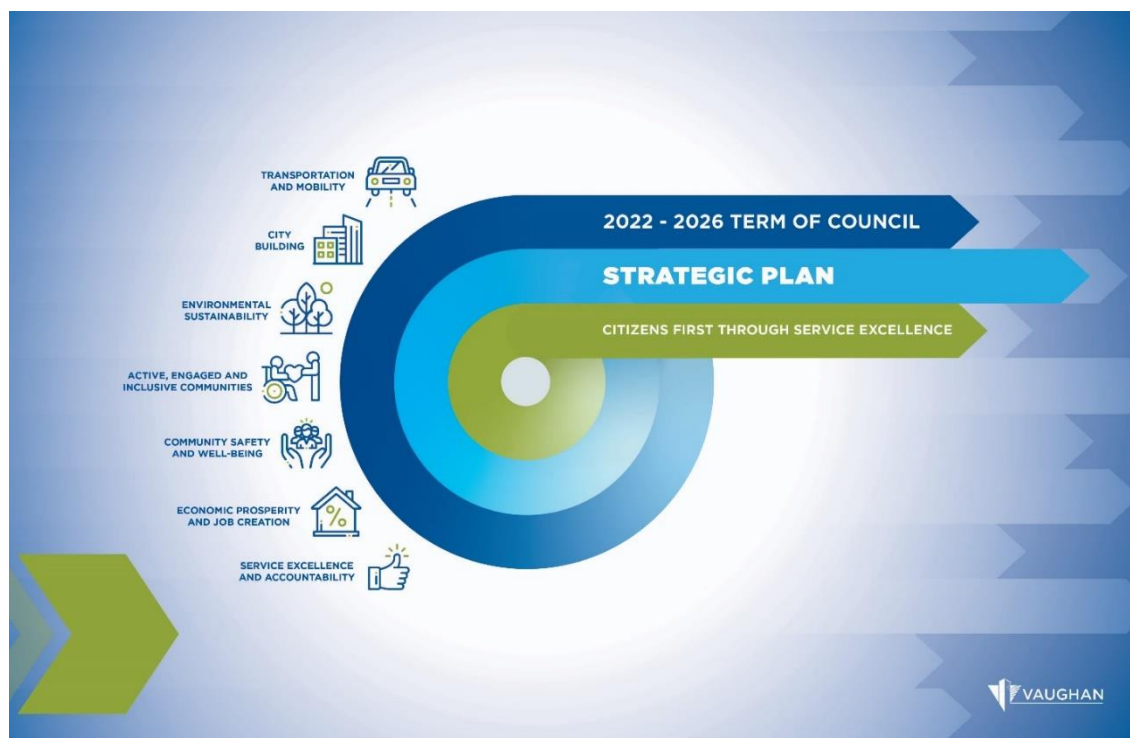 TRANSPORTATION
AND MOBILITY
CITY
BUILDING
ENVIRONMENTAL
SUSTAINABILITY
ACTIVE, ENGAGED AND
INCLUSIVE COMMUNITIES
COMMUNITY SAFETY
AND WELL-BEING
ECONOMIC PROSPERITY
AND JOB CREATION
%
SERVICE EXCELLENCE
AND ACCOUNTABILITY
2022 - 2026 TERM OF COUNCIL
STRATEGIC PLAN
CITIZENS FIRST THROUGH SERVICE EXCELLENCE
VAUGHAN